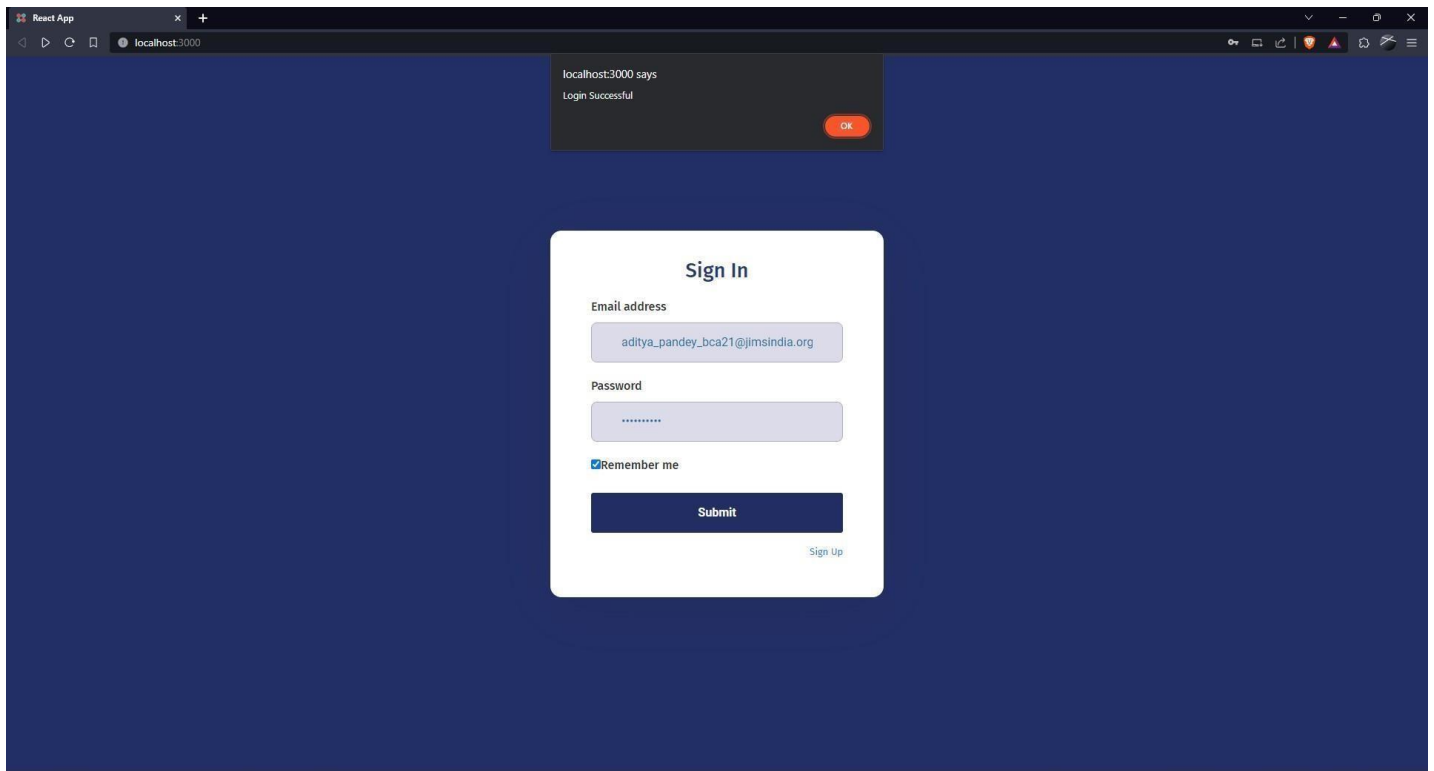 React App
localhost:3000
localhost:3000 says
Login Successful
OK
Sign In
Email address
aditya_pandey_bca21@jimsindia.org
Password
••••••••••
Remember me
Submit
Sign Up